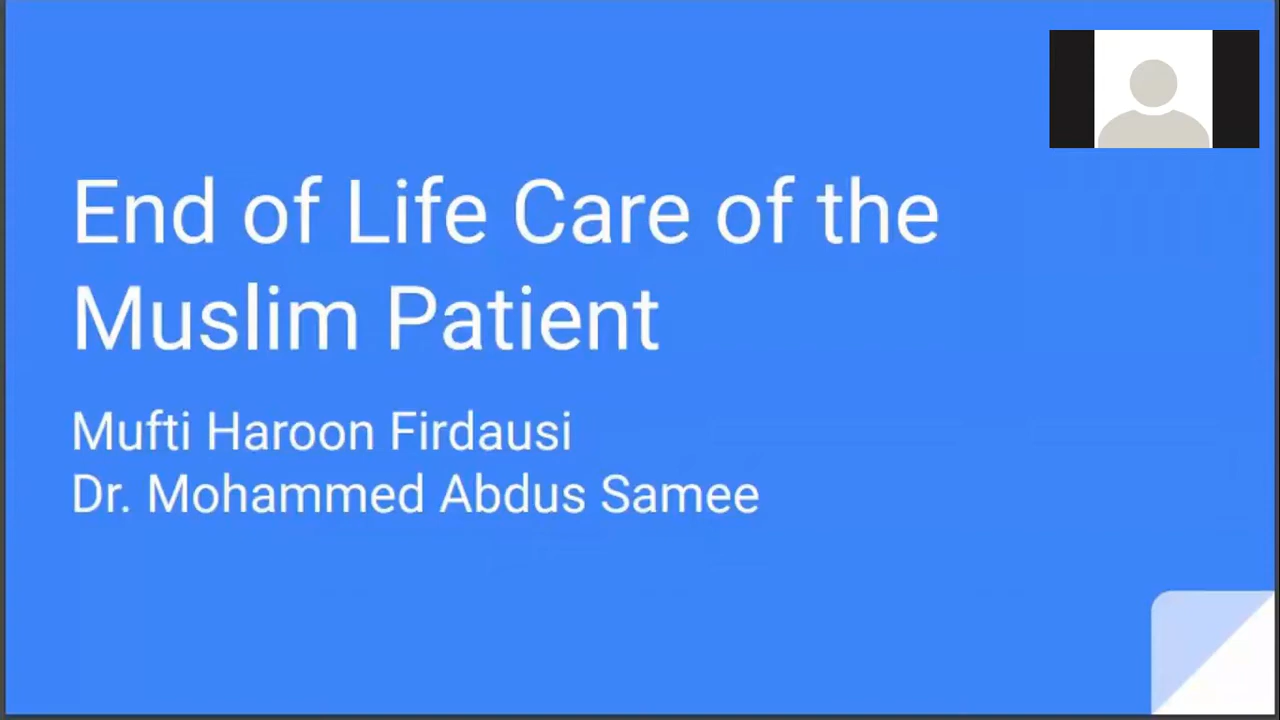 End of Life Care of the
Muslim Patient
Mufti Haroon Firdausi
Dr. Mohammed Abdus Samee